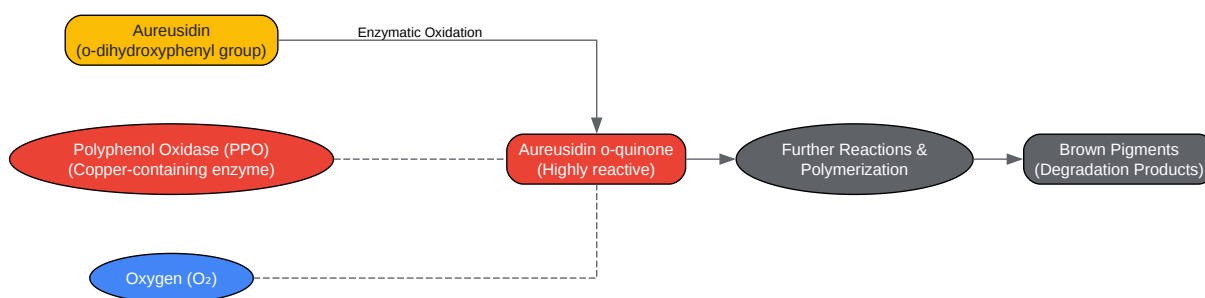 Aureusidin
(o-dihydroxyphenyl group)
Enzymatic Oxidation
Polyphenol Oxidase (PPO)
(Copper-containing enzyme)
Aureusidin o-quinone
(Highly reactive)
Further Reactions &
Polymerization
Brown Pigments
(Degradation Products)
Oxygen (O₂)